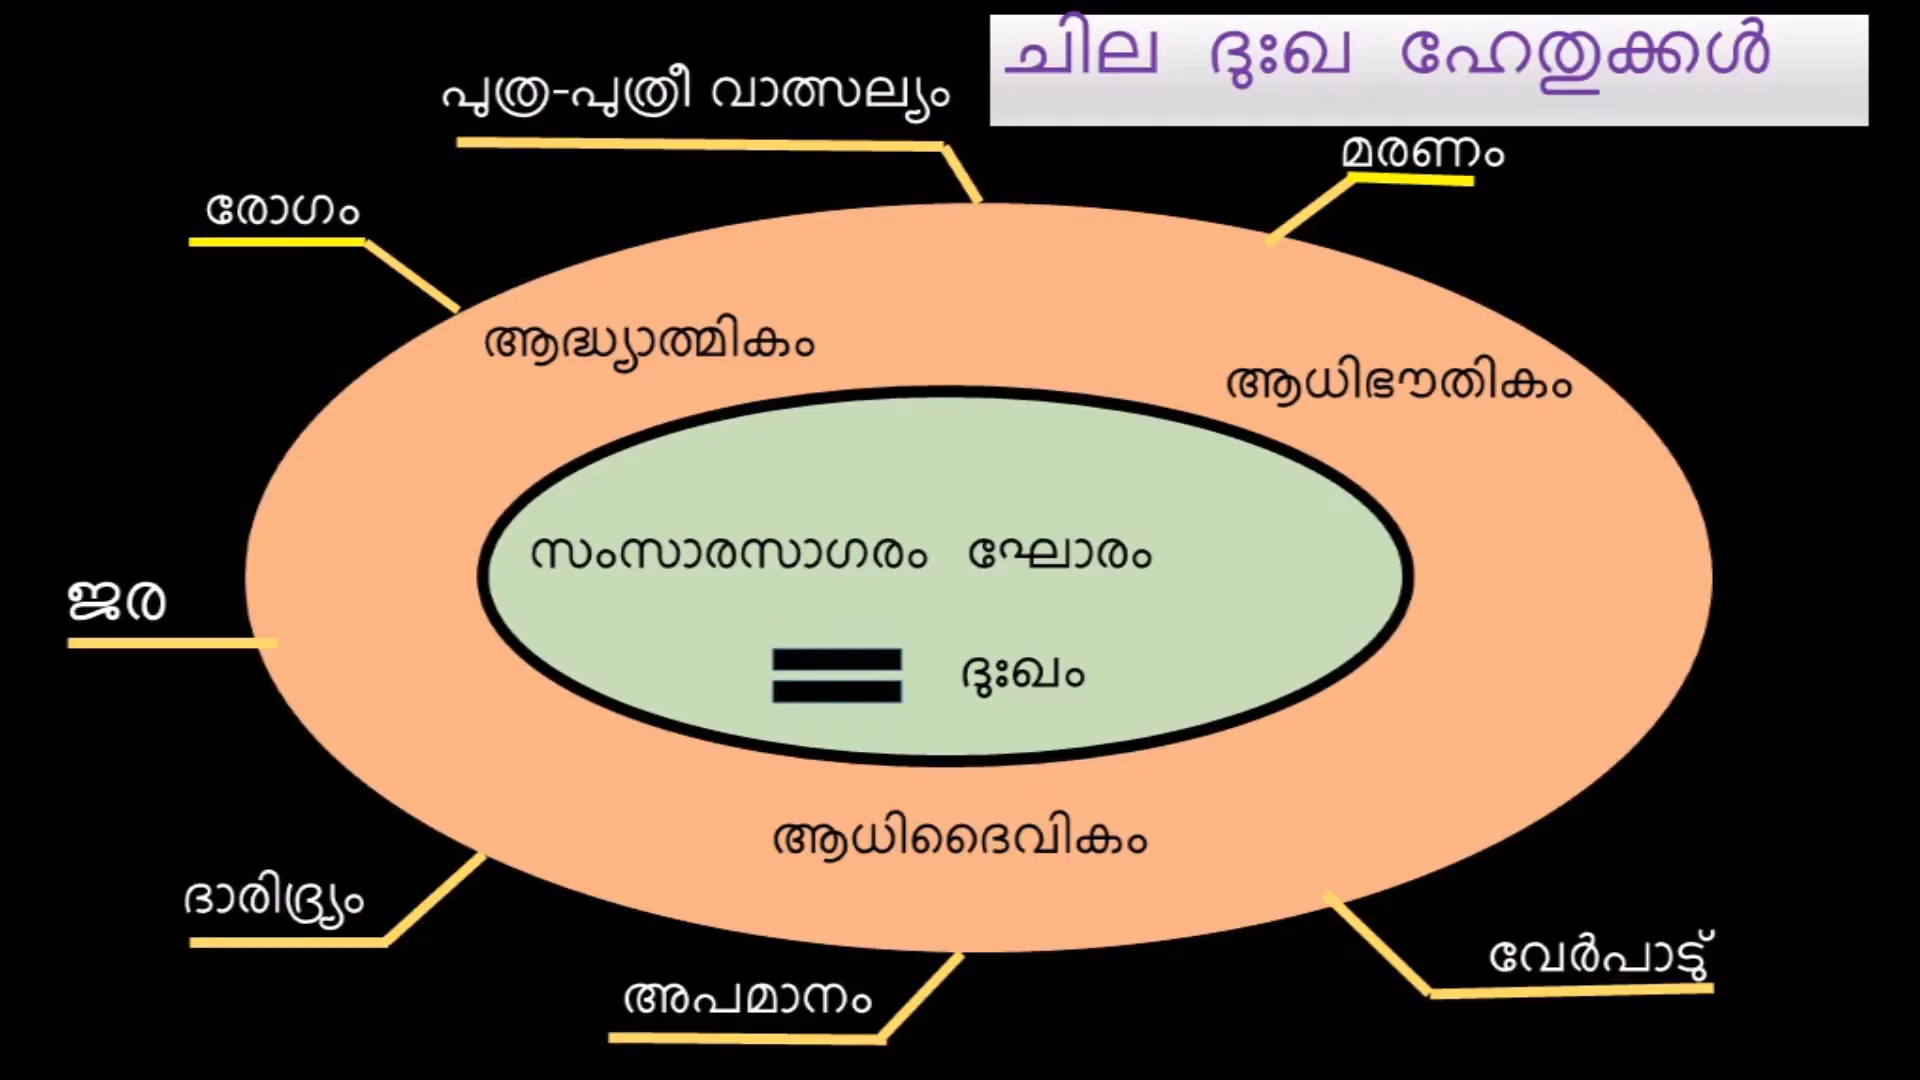 ചില ദുഃഖ ഹേതുക്കൾ
പുത്ര-പുത്രീ വാത്സല്യം
മരണം
രോഗം
ആദ്ധ്യാത്മികം
ആധിഭൗതികം
സംസാരസാഗരം ഘോരം
ജര
= ദുഃഖം
ആധിദൈവികം
ദാരിദ്ര്യം
വേർപാടു്
അപമാനം